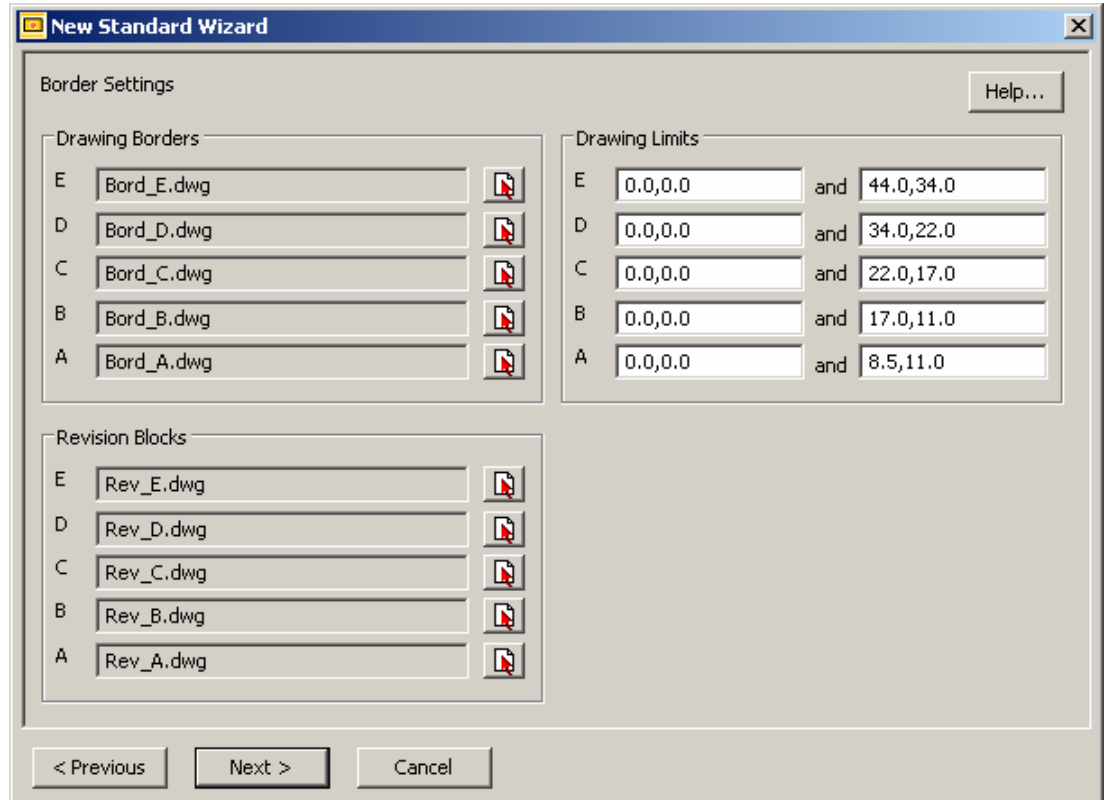 New Standard Wizard
Border Settings
Help...
Drawing Borders
E Bord_E.dwg
D Bord_D.dwg
C Bord_C.dwg
B Bord_B.dwg
A Bord_A.dwg
Drawing Limits
E 0.0,0.0 and 44.0,34.0
D 0.0,0.0 and 34.0,22.0
C 0.0,0.0 and 22.0,17.0
B 0.0,0.0 and 17.0,11.0
A 0.0,0.0 and 8.5,11.0
Revision Blocks
E Rev_E.dwg
D Rev_D.dwg
C Rev_C.dwg
B Rev_B.dwg
A Rev_A.dwg
< Previous Next > Cancel